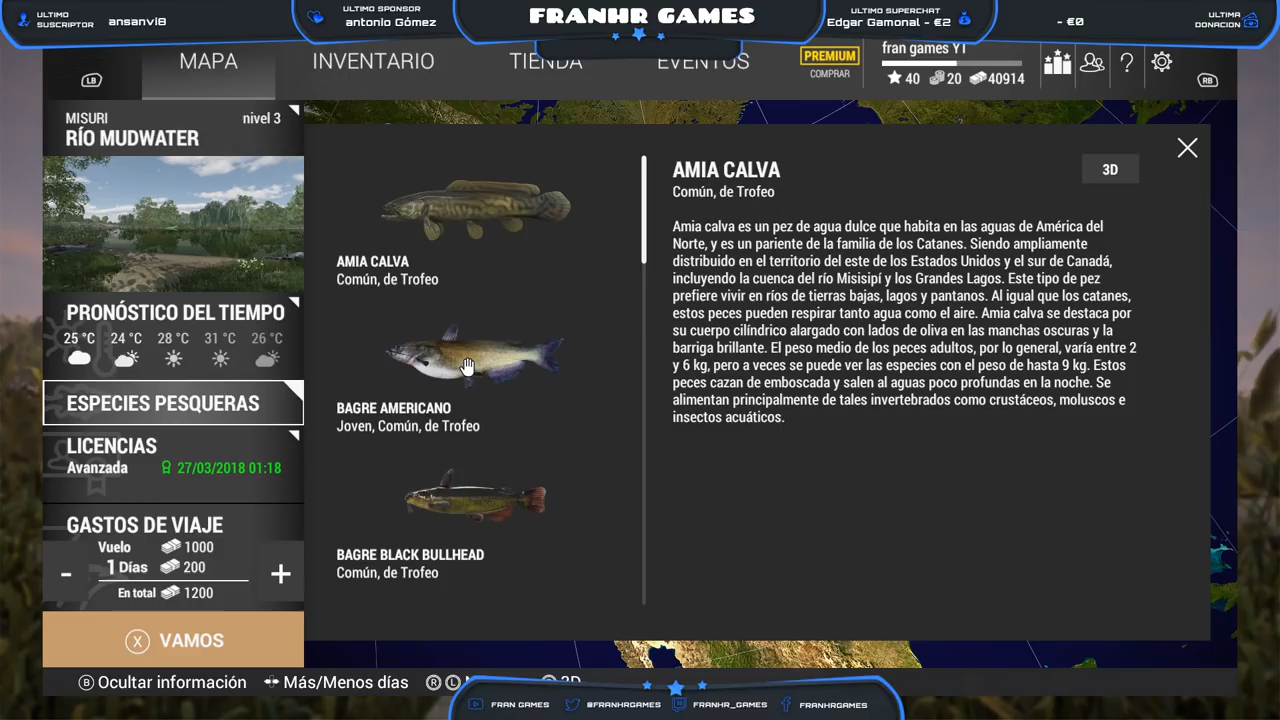 ULTIMO
SUSCRIPTOR
ansanvi8
ULTIMO SPONSOR
antonio Gómez
FRANHR GAMES
ULTIMO SUPERCHAT
Edgar Gamonal - €2
- €0
ULTIMA
DONACION
LB
MAPA
INVENTARIO
TIENDA
EVENTOS
PREMIUM
COMPRAR
fran games YT
40
20
40914
?
RB
MISURI
nivel 3
RÍO MUDWATER
PRONÓSTICO DEL TIEMPO
25 °C
24 °C
28 °C
31 °C
26 °C
ESPECIES PESQUERAS
LICENCIAS
Avanzada
27/03/2018 01:18
GASTOS DE VIAJE
Vuelo
1000
- 1 Días
200 +
En total
1200
X VAMOS
AMIA CALVA
Común, de Trofeo
BAGRE AMERICANO
Joven, Común, de Trofeo
BAGRE BLACK BULLHEAD
Común, de Trofeo
AMIA CALVA
3D
Común, de Trofeo
Amia calva es un pez de agua dulce que habita en las aguas de América del
Norte, y es un pariente de la familia de los Catanes. Siendo ampliamente
distribuido en el territorio del este de los Estados Unidos y el sur de Canadá,
incluyendo la cuenca del río Misisipí y los Grandes Lagos. Este tipo de pez
prefiere vivir en ríos de tierras bajas, lagos y pantanos. Al igual que los catanes,
estos peces pueden respirar tanto agua como el aire. Amia calva se destaca por
su cuerpo cilíndrico alargado con lados de oliva en las manchas oscuras y la
barriga brillante. El peso medio de los peces adultos, por lo general, varía entre 2
y 6 kg, pero a veces se puede ver las especies con el peso de hasta 9 kg. Estos
peces cazan de emboscada y salen al aguas poco profundas en la noche. Se
alimentan principalmente de tales invertebrados como crustáceos, moluscos e
insectos acuáticos.
B Ocultar información
Más/Menos días
R L
3D
FRAN GAMES
@FRANHRGAMES
FRANHR_GAMES
FRANHRGAMES